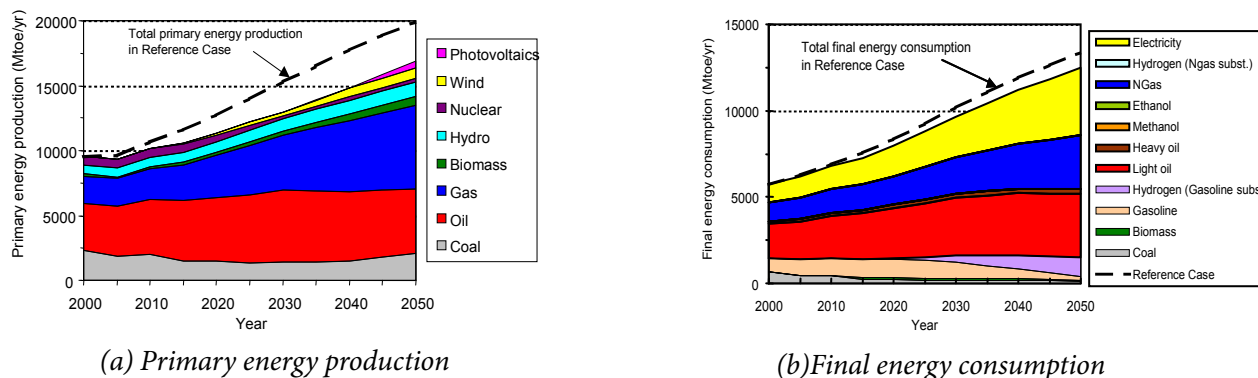 Primary energy production (Mtoe/yr)
20000
15000
10000
5000
0
Total primary energy production
in Reference Case
2000
2010
2020
2030
2040
2050
Year
Photovoltaics
Wind
Nuclear
Hydro
Biomass
Gas
Oil
Coal
(a) Primary energy production
Final energy consumption (Mtoe/yr)
15000
10000
5000
0
Total final energy consumption
in Reference Case
2000
2010
2020
2030
2040
2050
Year
Electricity
Hydrogen (Ngas subst.)
NGas
Ethanol
Methanol
Heavy oil
Light oil
Hydrogen (Gasoline subs
Gasoline
Biomass
Coal
Reference Case
(b)Final energy consumption